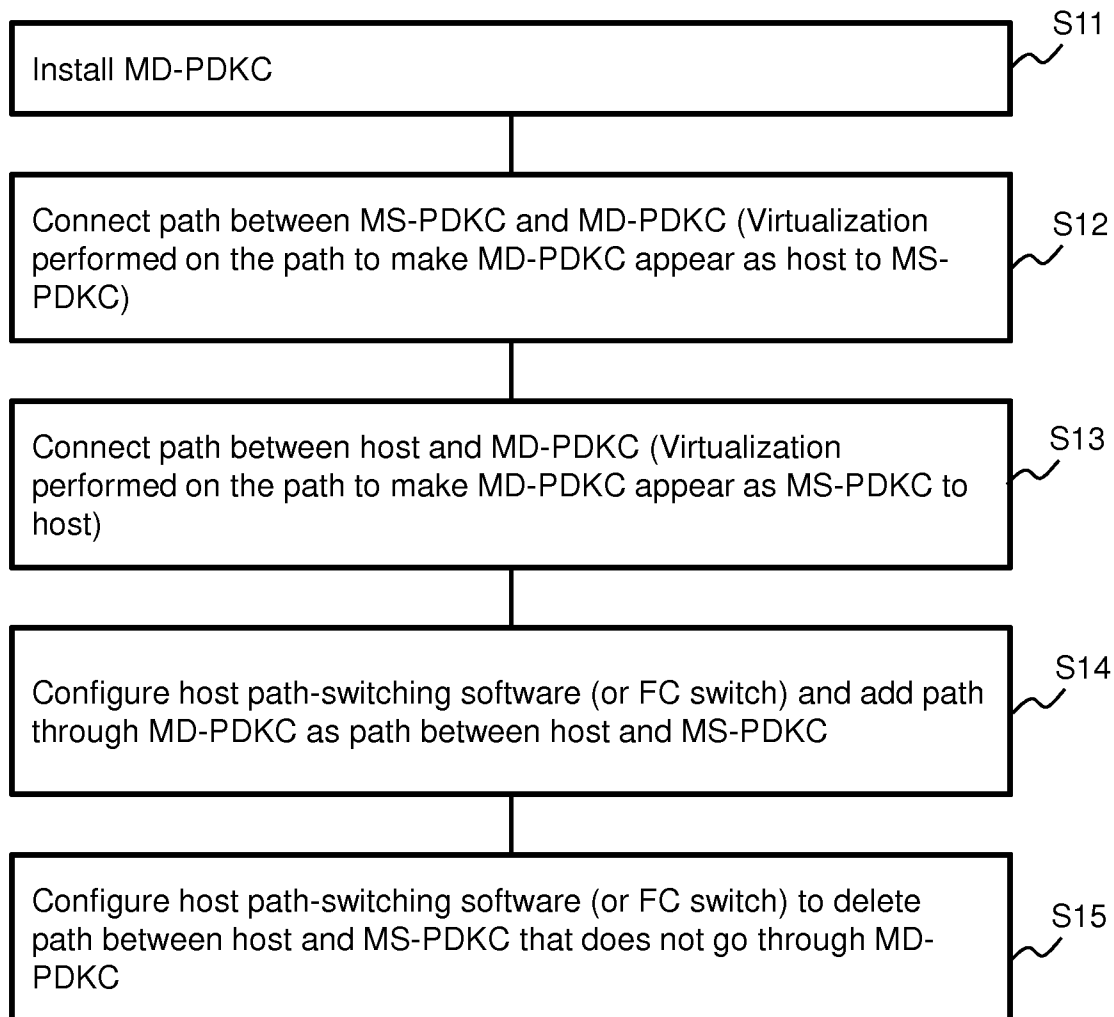 S11
Install MD-PDKC
Connect path between MS-PDKC and MD-PDKC (Virtualization
performed on the path to make MD-PDKC appear as host to MS-
PDKC)
S12
Connect path between host and MD-PDKC (Virtualization
performed on the path to make MD-PDKC appear as MS-PDKC to
host)
S13
Configure host path-switching software (or FC switch) and add path
through MD-PDKC as path between host and MS-PDKC
S14
Configure host path-switching software (or FC switch) to delete
path between host and MS-PDKC that does not go through MD-
PDKC
S15